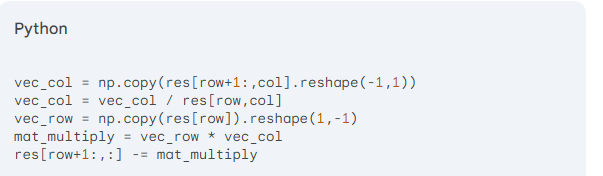 Python
vec_col = np.copy(res[row+1:,col].reshape(-1,1))
vec_col = vec_col / res[row,col]
vec_row = np.copy(res[row]).reshape(1,-1)
mat_multiply = vec_row * vec_col
res[row+1:,:] -= mat_multiply